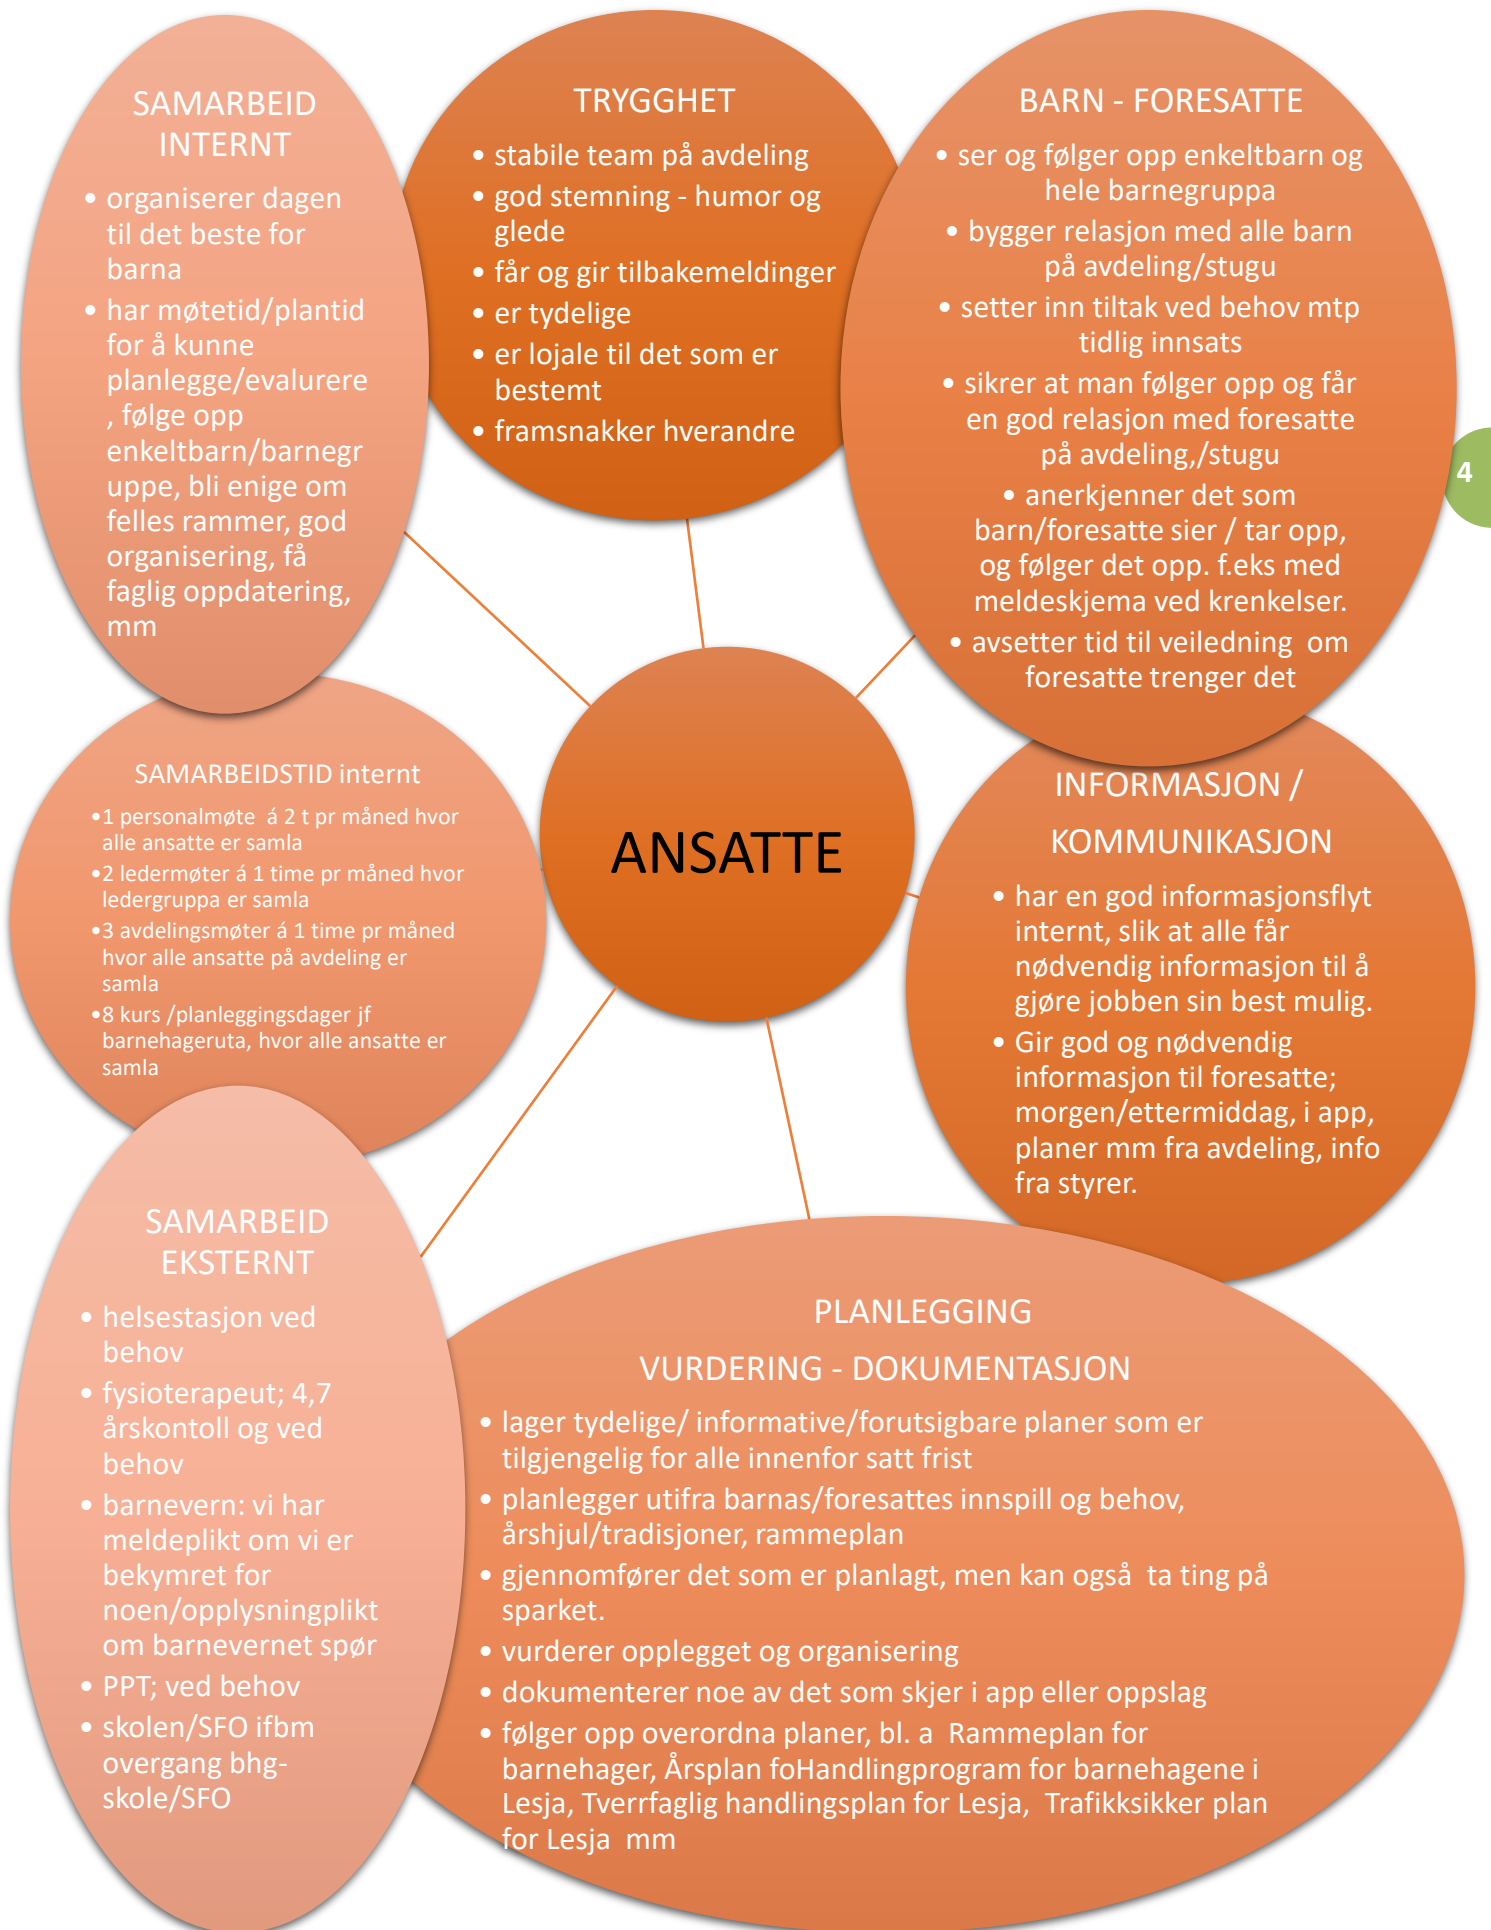 SAMARBEID
INTERNT
• organiserer dagen
til det beste for
barna
• har møtetid/plantid
for å kunne
planlegge/evalurere
, følge opp
enkeltbarn/barnegr
uppe, bli enige om
felles rammer, god
organisering, få
faglig oppdatering,
mm
TRYGGHET
• stabile team på avdeling
• god stemning - humor og
glede
• får og gir tilbakemeldinger
• er tydelige
• er lojale til det som er
bestemt
• framsnakker hverandre
BARN - FORESATTE
• ser og følger opp enkeltbarn og
hele barnegruppa
• bygger relasjon med alle barn
på avdeling/stugu
• setter inn tiltak ved behov mtp
tidlig innsats
• sikrer at man følger opp og får
en god relasjon med foresatte
på avdeling,/stugu
• anerkjenner det som
barn/foresatte sier / tar opp,
og følger det opp. f.eks med
meldeskjema ved krenkelser.
• avsetter tid til veiledning  om
foresatte trenger det
4
SAMARBEIDSTID internt
•1 personalmøte  á 2 t pr måned hvor
alle ansatte er samla
•2 ledermøter á 1 time pr måned hvor
ledergruppa er samla
•3 avdelingsmøter á 1 time pr måned
hvor alle ansatte på avdeling er
samla
•8 kurs /planleggingsdager jf
barnehageruta, hvor alle ansatte er
samla
ANSATTE
INFORMASJON /
KOMMUNIKASJON
• har en god informasjonsflyt
internt, slik at alle får
nødvendig informasjon til å
gjøre jobben sin best mulig.
• Gir god og nødvendig
informasjon til foresatte;
morgen/ettermiddag, i app,
planer mm fra avdeling, info
fra styrer.
SAMARBEID
EKSTERNT
• helsestasjon ved
behov
• fysioterapeut; 4,7
årskontoll og ved
behov
• barnevern: vi har
meldeplikt om vi er
bekymret for
noen/opplysningplikt
om barnevernet spør
• PPT; ved behov
• skolen/SFO ifbm
overgang bhg-
skole/SFO
PLANLEGGING
VURDERING - DOKUMENTASJON
• lager tydelige/ informative/forutsigbare planer som er
tilgjengelig for alle innenfor satt frist
• planlegger utifra barnas/foresattes innspill og behov,
årshjul/tradisjoner, rammeplan
• gjennomfører det som er planlagt, men kan også  ta ting på
sparket.
• vurderer opplegget og organisering
• dokumenterer noe av det som skjer i app eller oppslag
• følger opp overordna planer, bl. a  Rammeplan for
barnehager, Årsplan foHandlingprogram for barnehagene i
Lesja, Tverrfaglig handlingsplan for Lesja,  Trafikksikker plan
for Lesja  mm